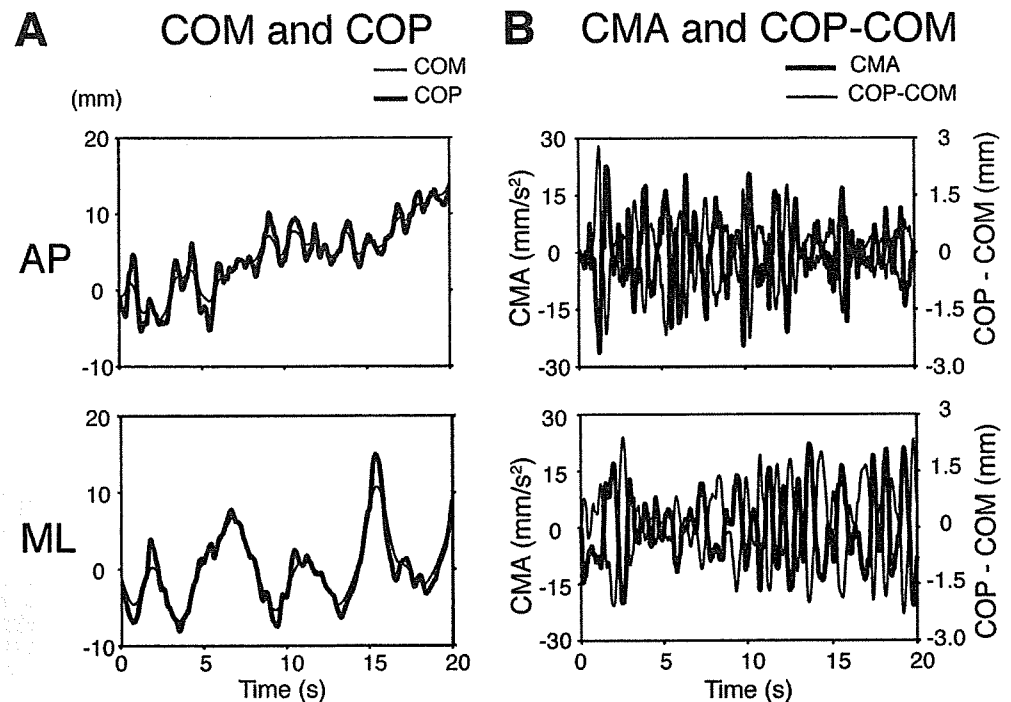 A COM and COP
COM
COP
(mm)
20
10
AP
0
-10
20
10
ML
0
-10
0 5 10 15 20
Time (s)
B CMA and COP-COM
CMA
COP-COM
30
15
0
-15
-30
CMA (mm/s²)
3
1.5
0
-1.5
-3.0
COP - COM (mm)
30
15
0
-15
-30
CMA (mm/s²)
3
1.5
0
-1.5
-3.0
COP - COM (mm)
0 5 10 15 20
Time (s)